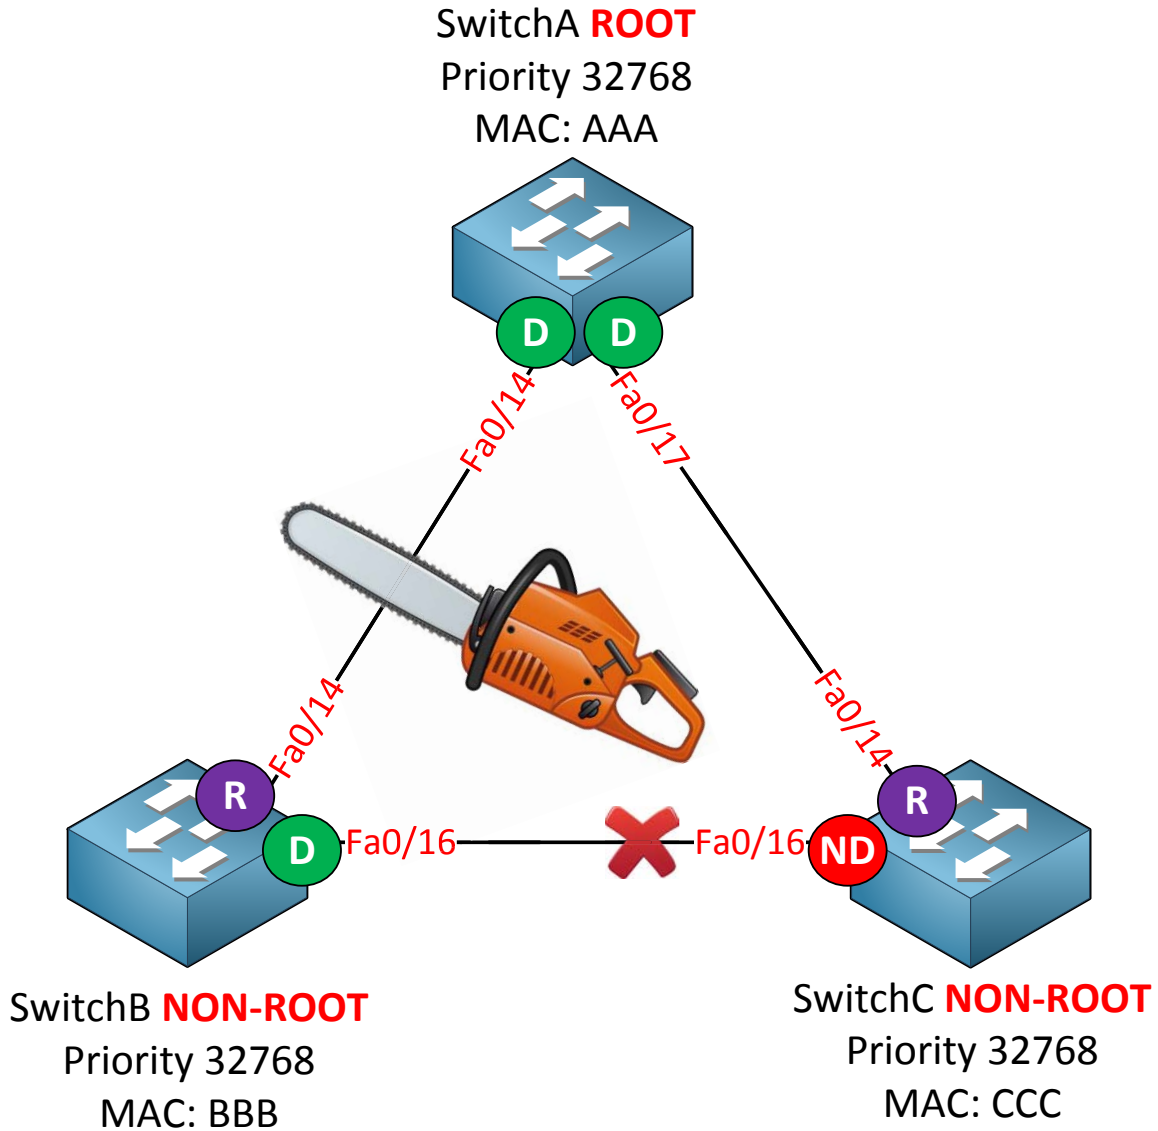 SwitchA ROOT
Priority 32768
MAC: AAA
D
D
Fa0/14
Fa0/17
Fa0/14
Fa0/14
R
R
D
Fa0/16
Fa0/16
ND
SwitchB NON-ROOT
Priority 32768
MAC: BBB
SwitchC NON-ROOT
Priority 32768
MAC: CCC